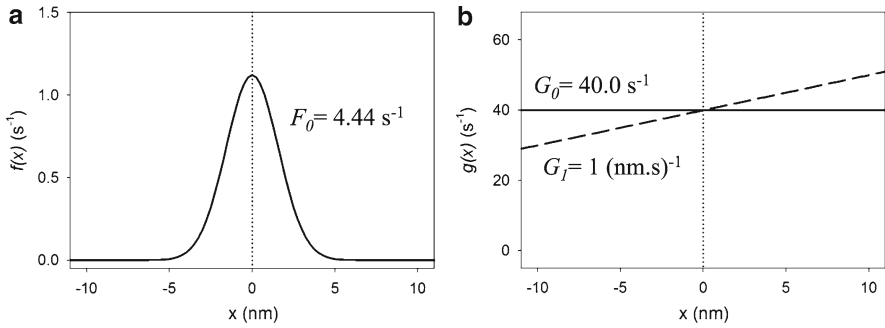 a
1.5
1.0
0.5
0.0
f(x) (s⁻¹)
F₀= 4.44 s⁻¹
-10 -5 0 5 10
x (nm)
b
60
40
20
0
g(x) (s⁻¹)
G₀= 40.0 s⁻¹
G₁= 1 (nm.s)⁻¹
-10 -5 0 5 10
x (nm)